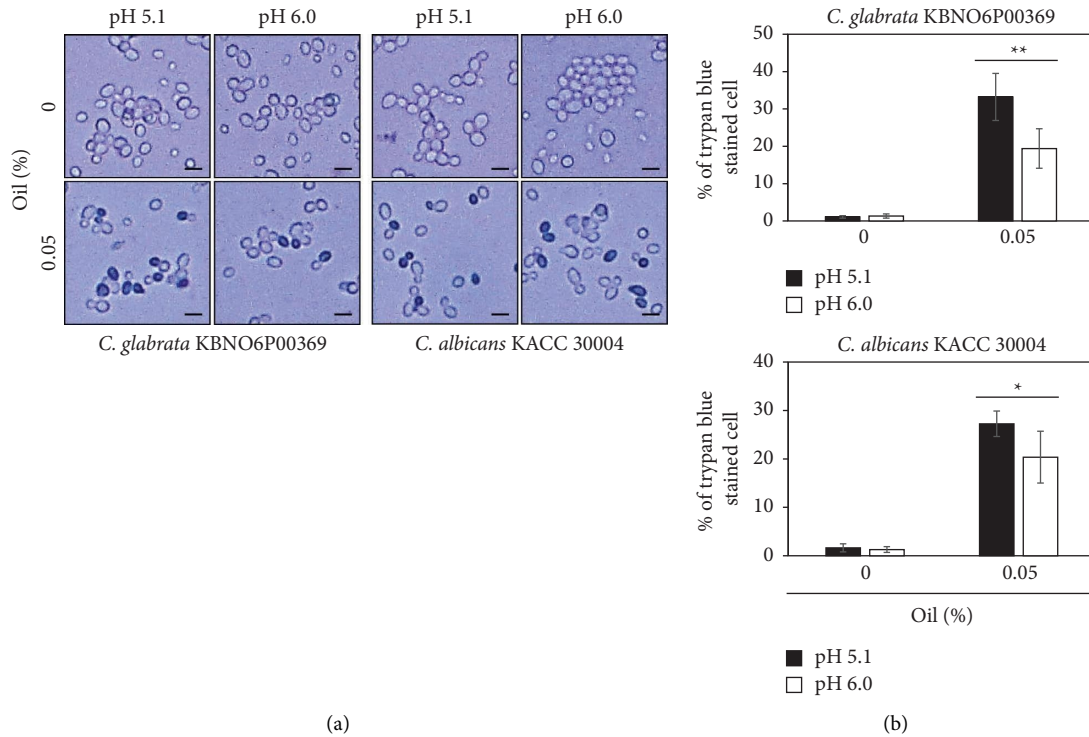 pH 5.1
pH 6.0
pH 5.1
pH 6.0
Oil (%)
0
0.05
C. glabrata KBNO6P00369
C. albicans KACC 30004
(a)
C. glabrata KBNO6P00369
% of trypan blue
stained cell
50
40
30
20
10
0
**
0
0.05
pH 5.1
pH 6.0
C. albicans KACC 30004
% of trypan blue
stained cell
40
30
20
10
0
*
0
0.05
Oil (%)
pH 5.1
pH 6.0
(b)